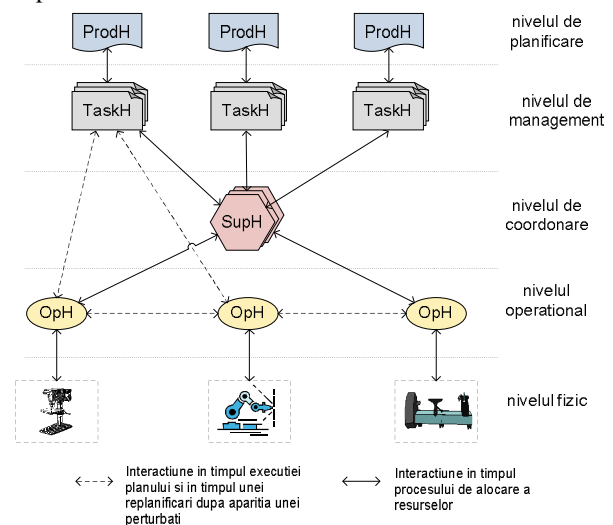 ProdH
ProdH
ProdH
nivelul de
planificare
TaskH
TaskH
TaskH
nivelul de
management
SupH
nivelul de
coordonare
OpH
OpH
OpH
nivelul
operational
nivelul fizic
Interactiune in timpul executiei
planului si in timpul unei
replanificari dupa aparitia unei
perturbati
Interactiune in timpul
procesului de alocare a
resurselor